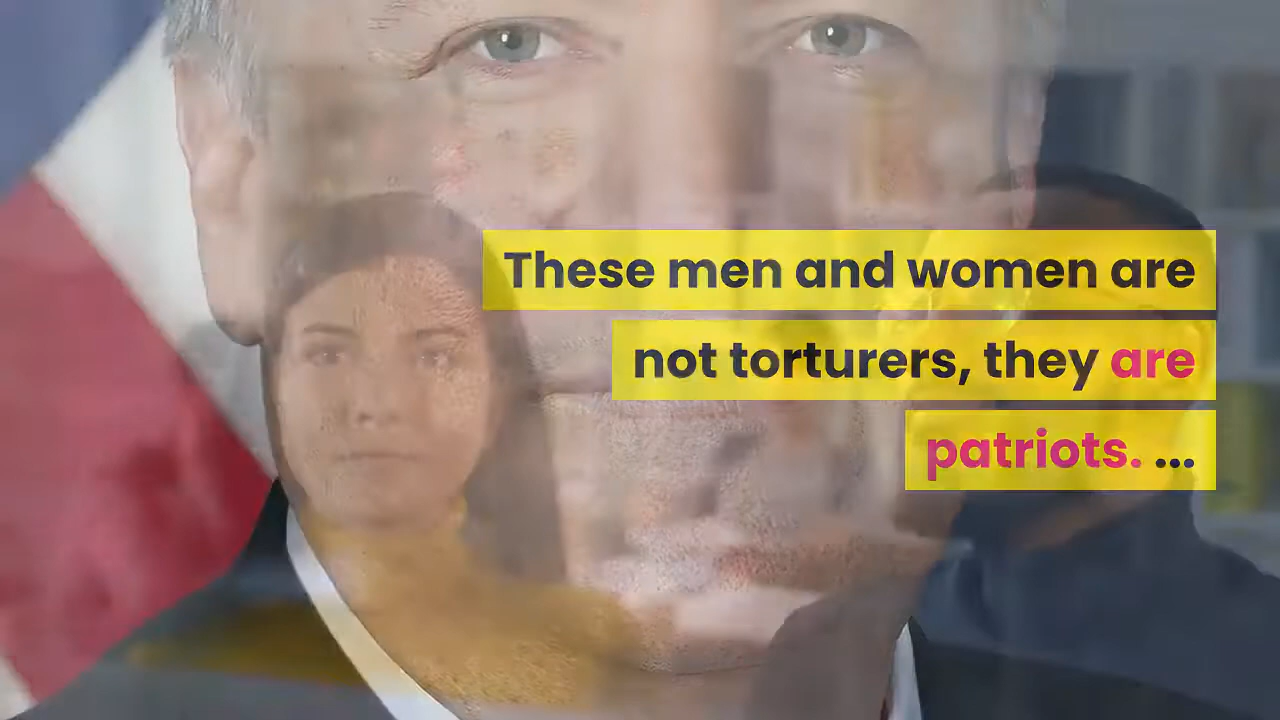 These men and women are
not torturers, they are
patriots. ...